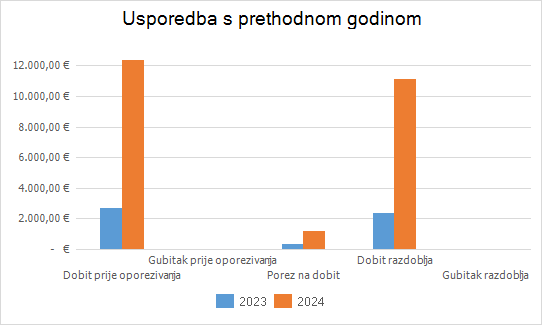 Usporedba s prethodnom godinom
12.000,00 €
10.000,00 €
8.000,00 €
6.000,00 €
4.000,00 €
2.000,00 €
- €
Gubitak prije oporezivanja Dobit razdoblja
Dobit prije oporezivanja Porez na dobit Gubitak razdoblja
2023 2024